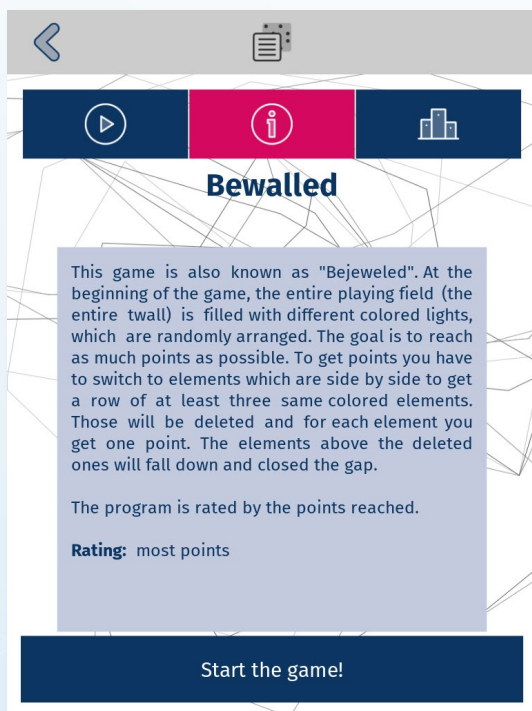 Bewalled
This game is also known as "Bejeweled". At the
beginning of the game, the entire playing field (the
entire twall) is filled with different colored lights,
which are randomly arranged. The goal is to reach
as much points as possible. To get points you have
to switch to elements which are side by side to get
a row of at least three same colored elements.
Those will be deleted and for each element you
get one point. The elements above the deleted
ones will fall down and closed the gap.
The program is rated by the points reached.
Rating: most points
Start the game!